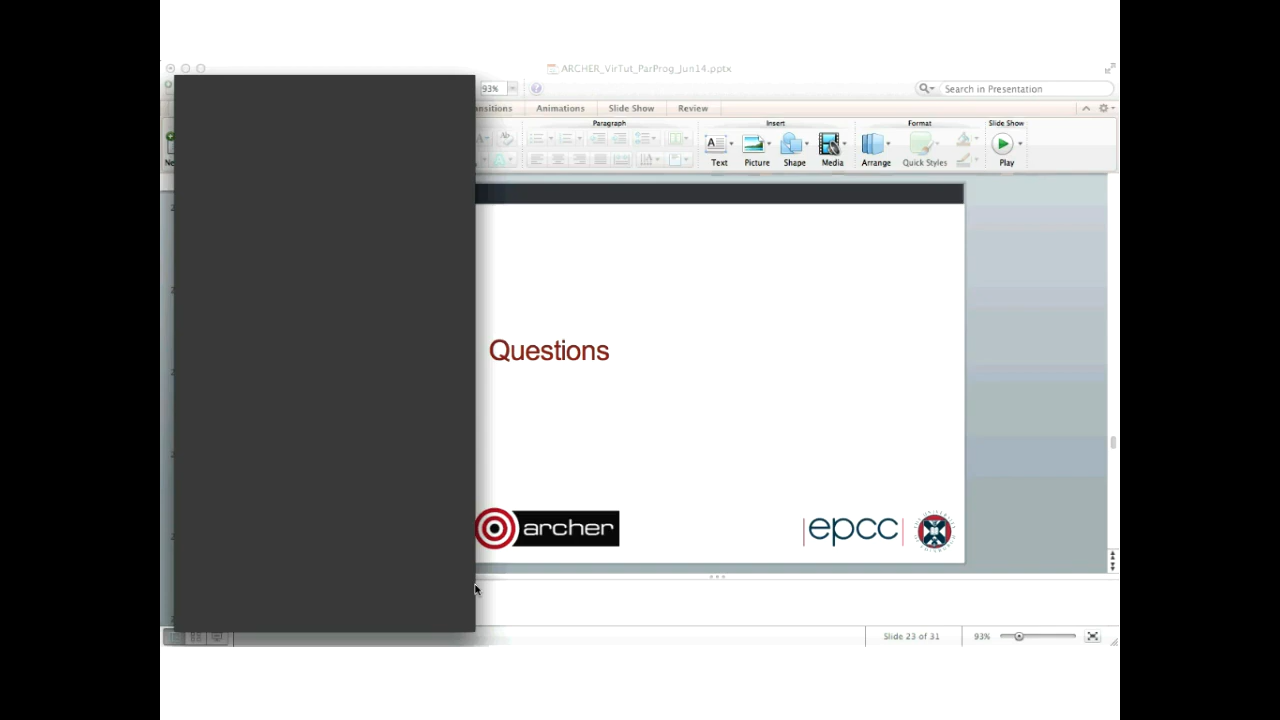 ARCHER_VirTut_ParProg_Jun14.pptx
93%
Search in Presentation
Animations
Slide Show
Review
Paragraph
Insert
Format
Slide Show
Text
Picture
Shape
Media
Arrange
Quick Styles
Play
Questions
archer
epcc
Slide 23 of 31
93%